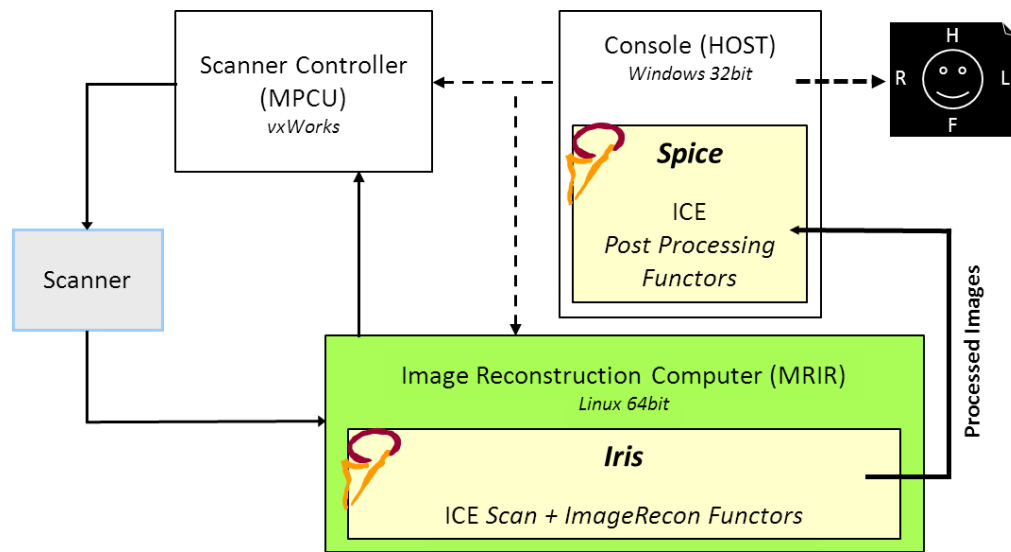 Scanner Controller
(MPCU)
vxWorks
Console (HOST)
Windows 32bit
H
R
L
F
Spice
ICE
Post Processing
Functors
Scanner
Processed Images
Image Reconstruction Computer (MRIR)
Linux 64bit
Iris
ICE Scan + ImageRecon Functors